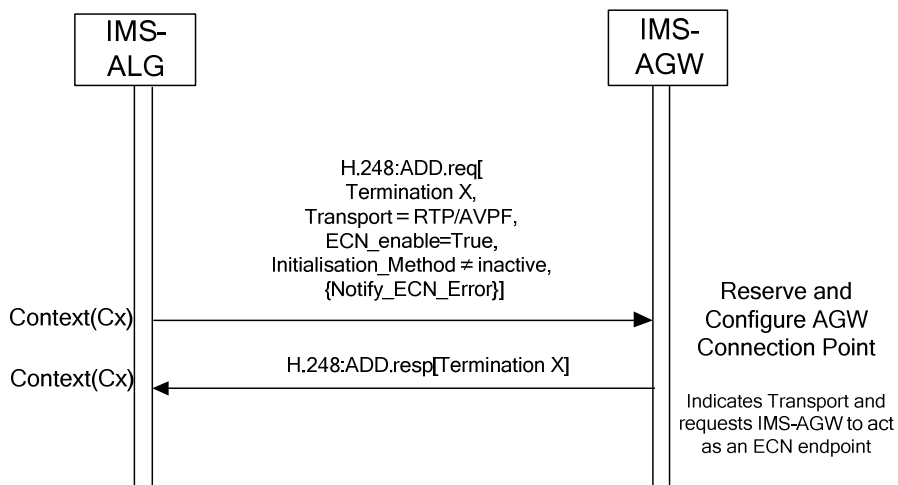 IMS-
ALG
IMS-
AGW
H.248:ADD.req[
Termination X,
Transport = RTP/AVPF,
ECN_enable=True,
Initialisation_Method ≠ inactive,
{Notify_ECN_Error}]
Context(Cx)
Reserve and
Configure AGW
Connection Point
H.248:ADD.resp[Termination X]
Context(Cx)
Indicates Transport and
requests IMS-AGW to act
as an ECN endpoint